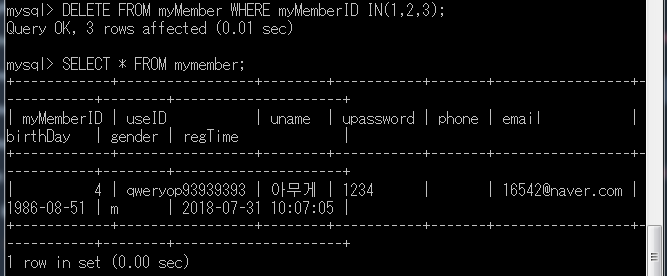 mysql> DELETE FROM myMember WHERE myMemberID IN(1,2,3);
Query OK, 3 rows affected (0.01 sec)
mysql> SELECT * FROM mymember;
+------------+----------------+--------+-----------+-------+-----------------+-
-----------+--------+---------------------+
| myMemberID | useID | uname | upassword | phone | email |
birthDay | gender | regTime |
+------------+----------------+--------+-----------+-------+-----------------+-
-----------+--------+---------------------+
| 4 | qweryop93939393 | 아무게 | 1234 | | 16542@naver.com |
1986-08-51 | m | 2018-07-31 10:07:05 |
+------------+----------------+--------+-----------+-------+-----------------+-
-----------+--------+---------------------+
1 row in set (0.00 sec)